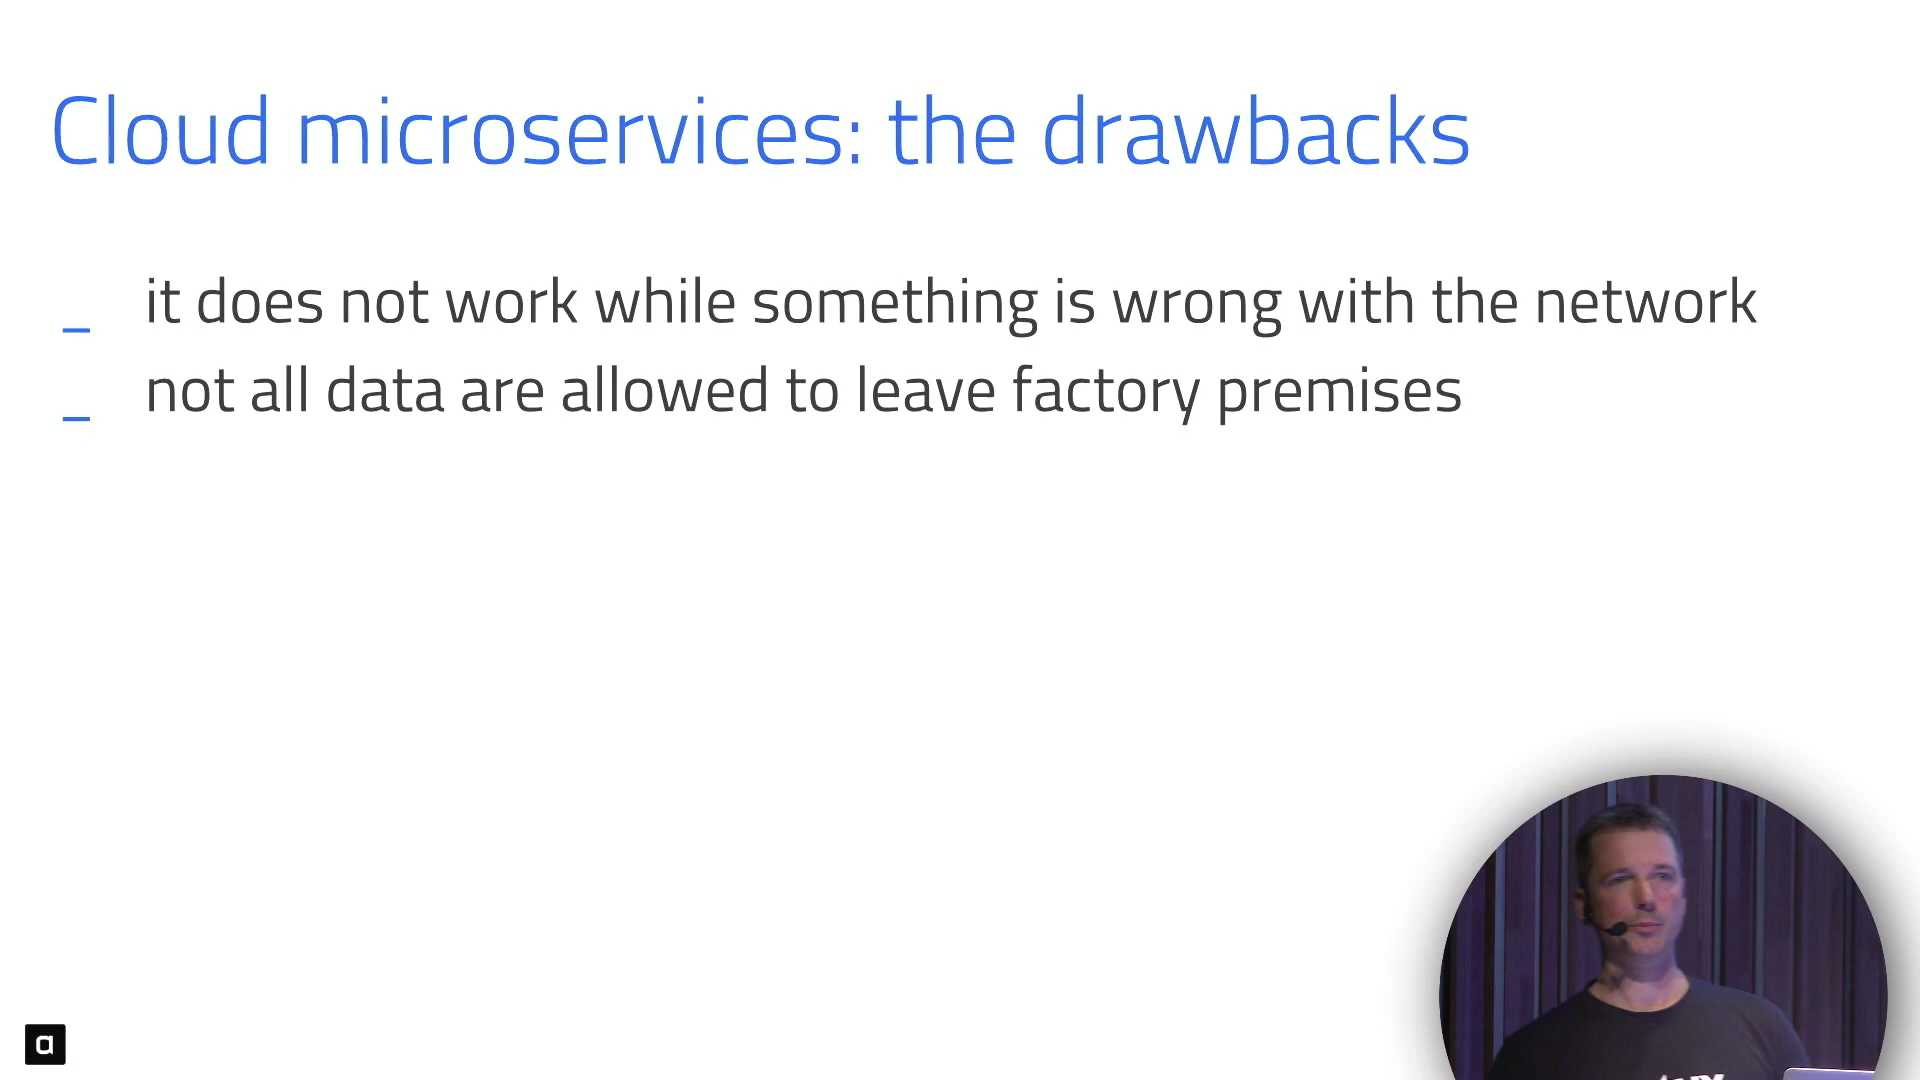 Cloud microservices: the drawbacks
_ it does not work while something is wrong with the network
_ not all data are allowed to leave factory premises
a